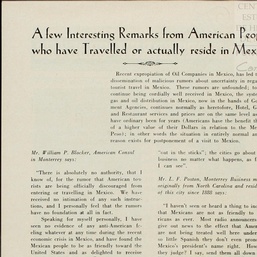 A few Interesting Remarks from American Peo
who have Travelled or actually reside in Mex
Recent expropiation of Oil Companies in Mexico, has led t
dissemination of malicious rumors about uncertainty in rega
tourist travel in Mexico. These rumors are unfounded; to
continue being cordially well received in Mexico, the syste
gas and oil distribution in Mexico, now in the hands of Go
ment Agencies, continues normally as heretofore, Hotel, G
and Restaurant services and prices are on the same level as
have ordinary been for years (Americans have the benefit th
of a higher value of their Dollars in relation to the Me
Pesos; in other words the situation in entirely normal an
reason exists for postponement of a visit to Mexico.
Mr. William P. Blocker, American Consul
in Monterrey says:
"There is absolutely no authority, that I
know of, for the rumor that American tou
rists are being officially discouraged from
entering or travelling in Mexico. We have
received no intimation of any such instruc-
tions, and I personally feel that the rumors
have no foundation at all in fact.
Speaking for myself personally, I have
seen no evidence of any anti-American fe-
eling whatever at any time during the recent
economic crisis in Mexico, and have found the
Mexican people to be as friendly toward the
United States and as delighted to receive
"out in the sticks"; the cities go about
business no matter what happens, as f
I can see".
Mr. L. F. Poston, Monterrey Business m
originally from North Carolina and resid
of this city since 1888 says:
"I haven't seen or heard a thing to in
that Mexicans are not as friendly to
ricans as ever. Most radio announcers
give out news to the effect that Amer
are not being treated well here under
so little Spanish they don't even prono
Mexico's president's name right. How
they judge? I say, send them all down